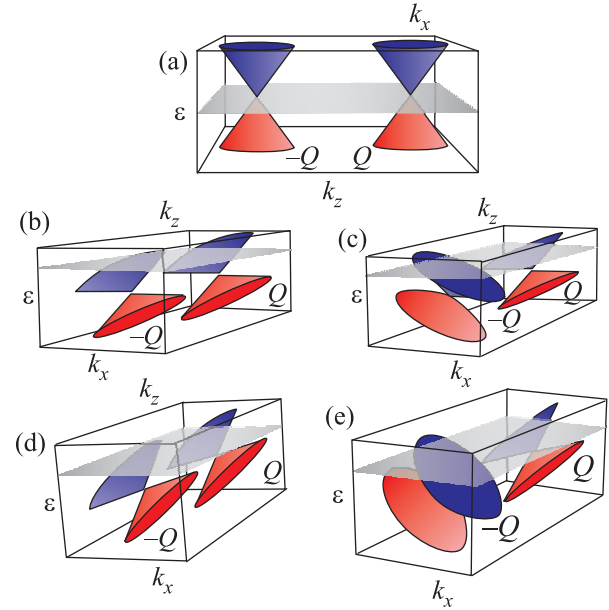 k_x
(a)
ε
–Q Q
k_z
(b) k_z
(c) k_z
ε Q
–Q
k_x
ε Q
–Q
k_x
(d) k_z
(e)
ε Q
–Q
k_x
ε Q
–Q
k_x